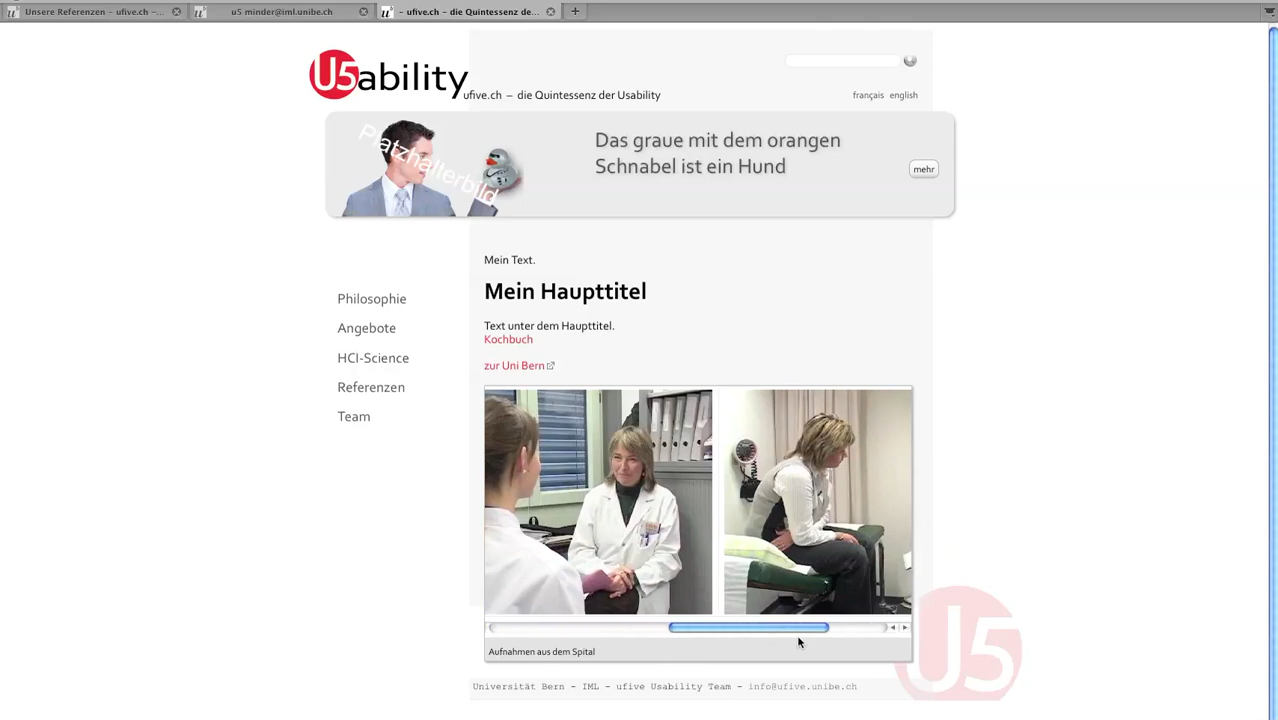 Unsere Referenzen – ufive.ch –...
u5 minder@iml.unibe.ch
– ufive.ch – die Quintessenz de...
U5ability
ufive.ch – die Quintessenz der Usability
français english
Platzhalterbild
Das graue mit dem orangen
Schnabel ist ein Hund
mehr
Mein Text.
Mein Haupttitel
Philosophie
Angebote
HCI-Science
Referenzen
Team
Text unter dem Haupttitel.
Kochbuch
zur Uni Bern
Aufnahmen aus dem Spital
U5
Universität Bern – IML – ufive Usability Team – info@ufive.unibe.ch